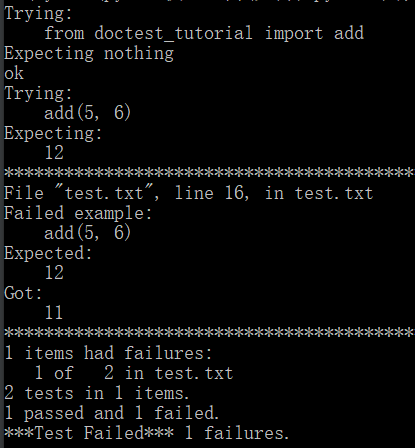 Trying:
    from doctest_tutorial import add
Expecting nothing
ok
Trying:
    add(5, 6)
Expecting:
    12
*****************************************
File "test.txt", line 16, in test.txt
Failed example:
    add(5, 6)
Expected:
    12
Got:
    11
*****************************************
1 items had failures:
   1 of   2 in test.txt
2 tests in 1 items.
1 passed and 1 failed.
***Test Failed*** 1 failures.